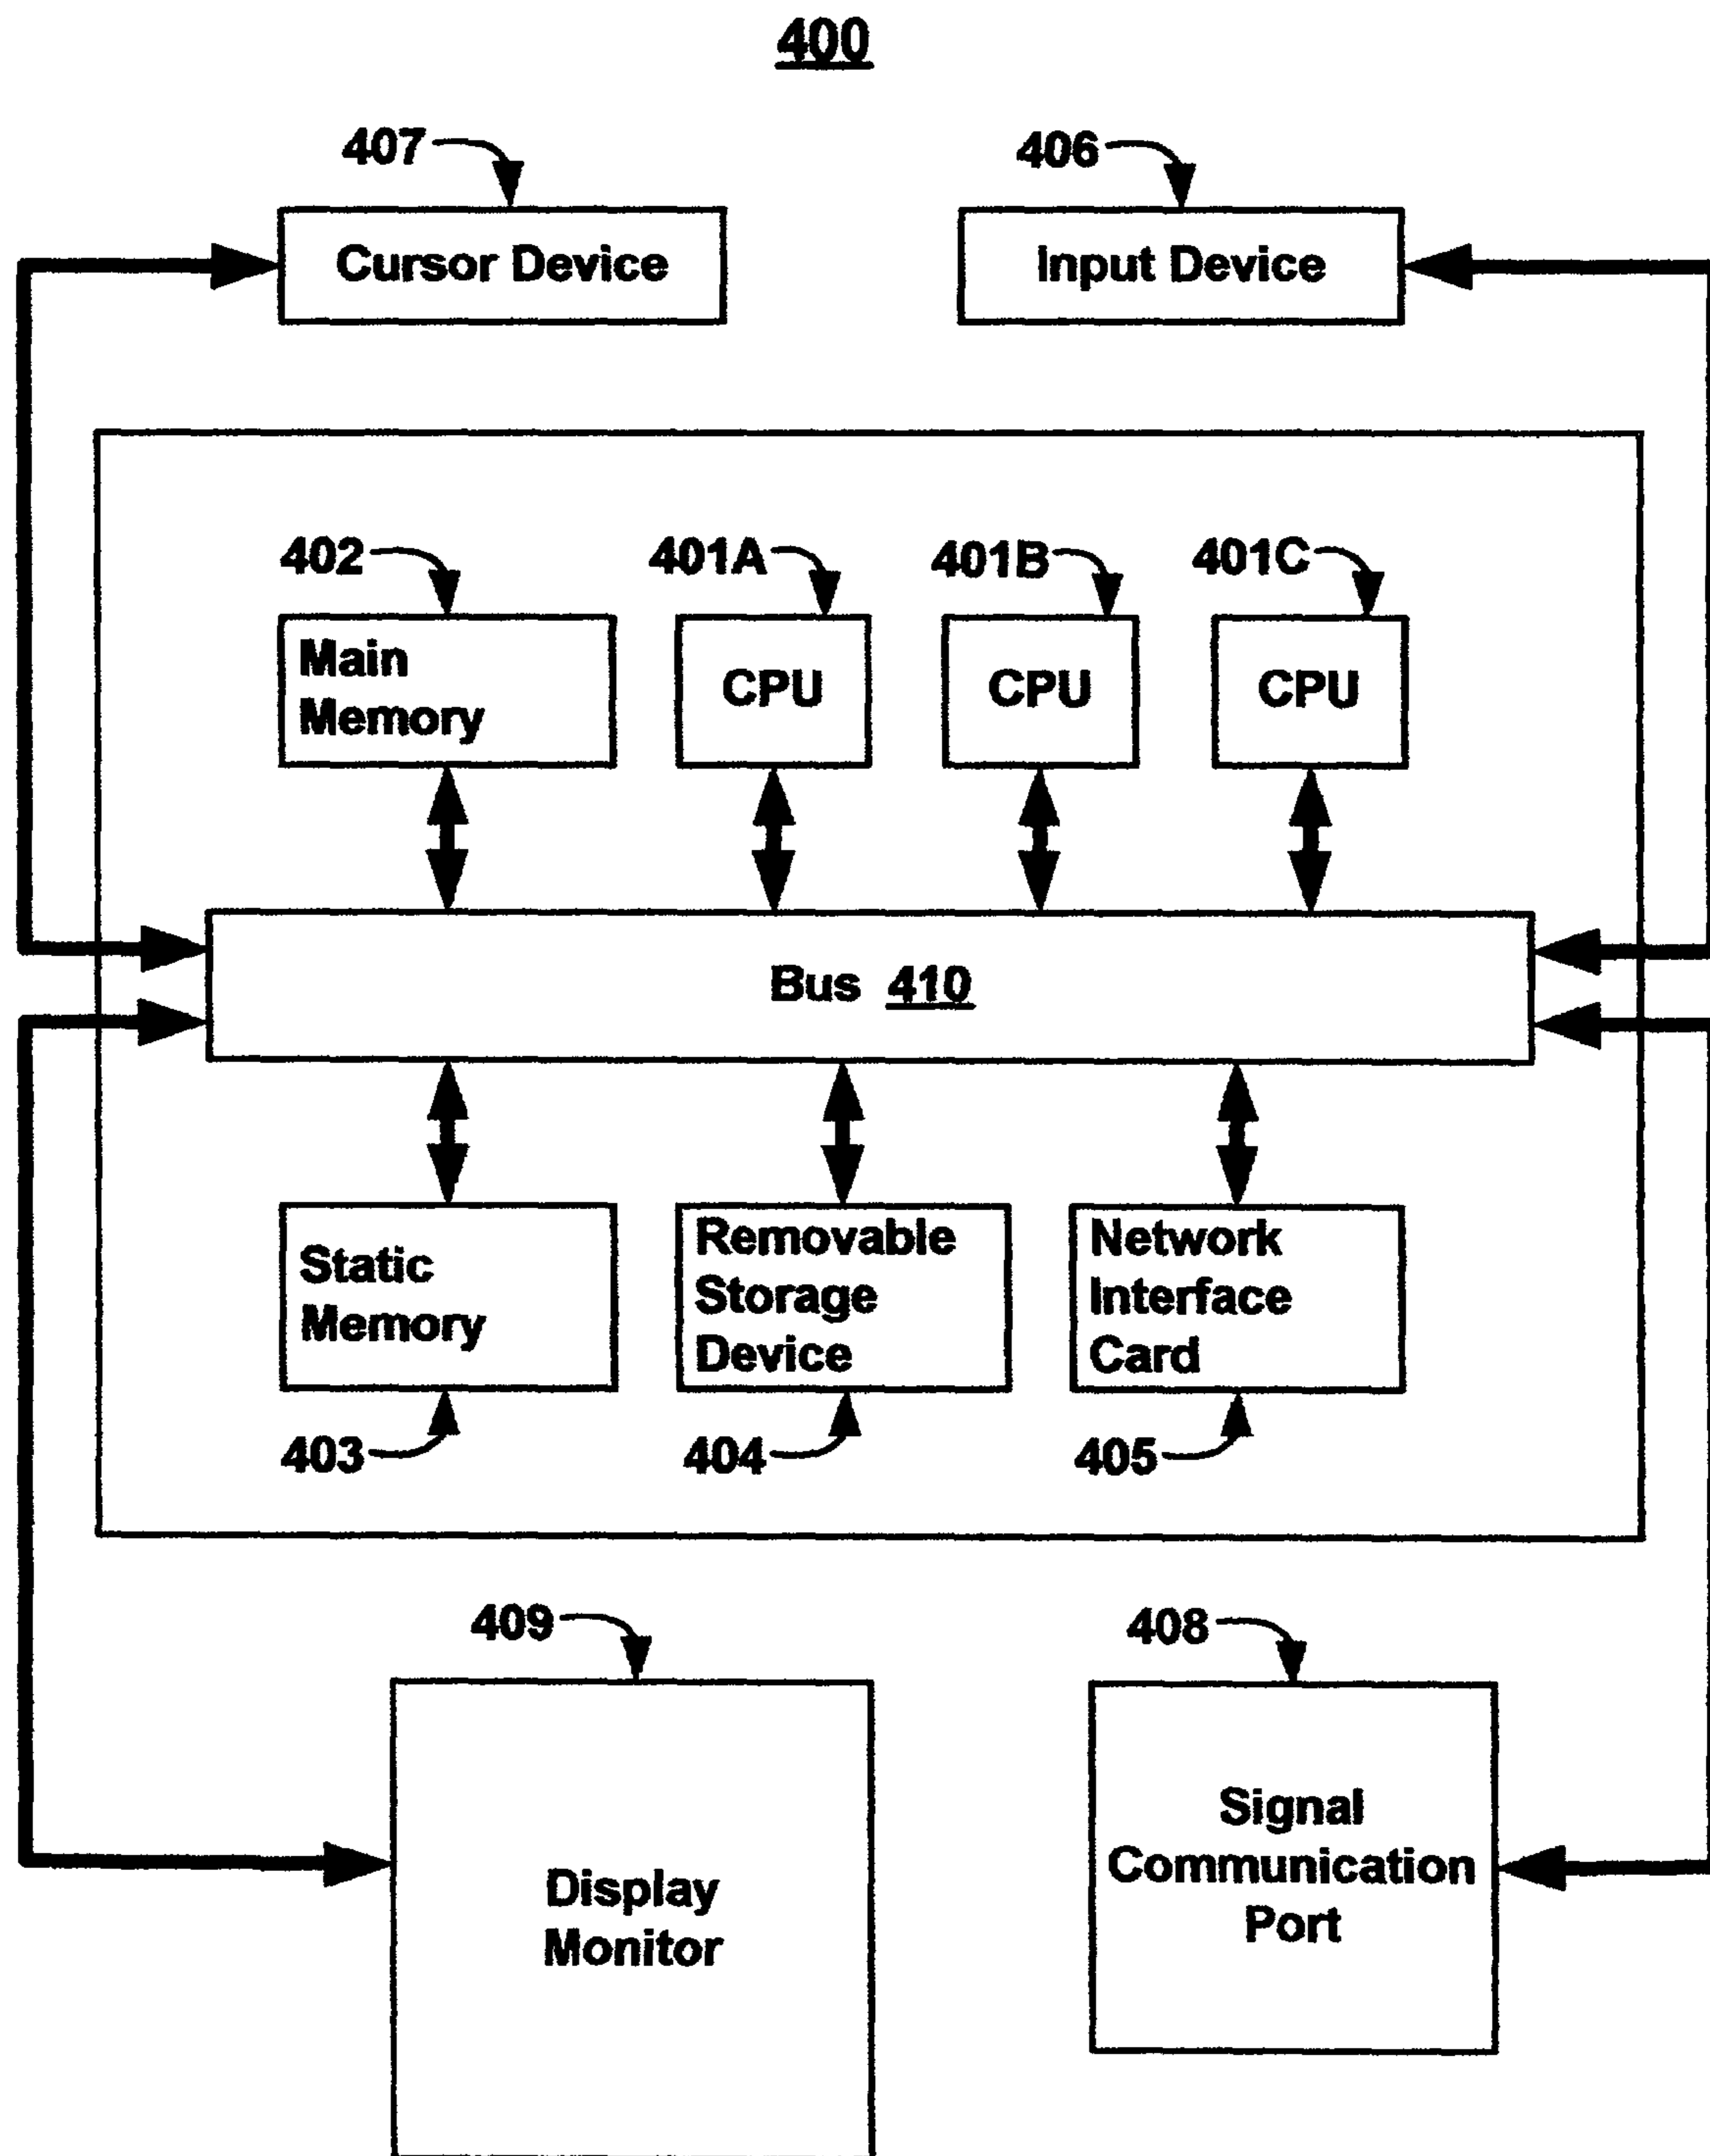 400
407
406
Cursor Device
Input Device
402
401A
401B
401C
Main
Memory
CPU
CPU
CPU
Bus 410
Static
Memory
Removable
Storage
Device
Network
Interface
Card
403
404
405
409
408
Display
Monitor
Signal
Communication
Port